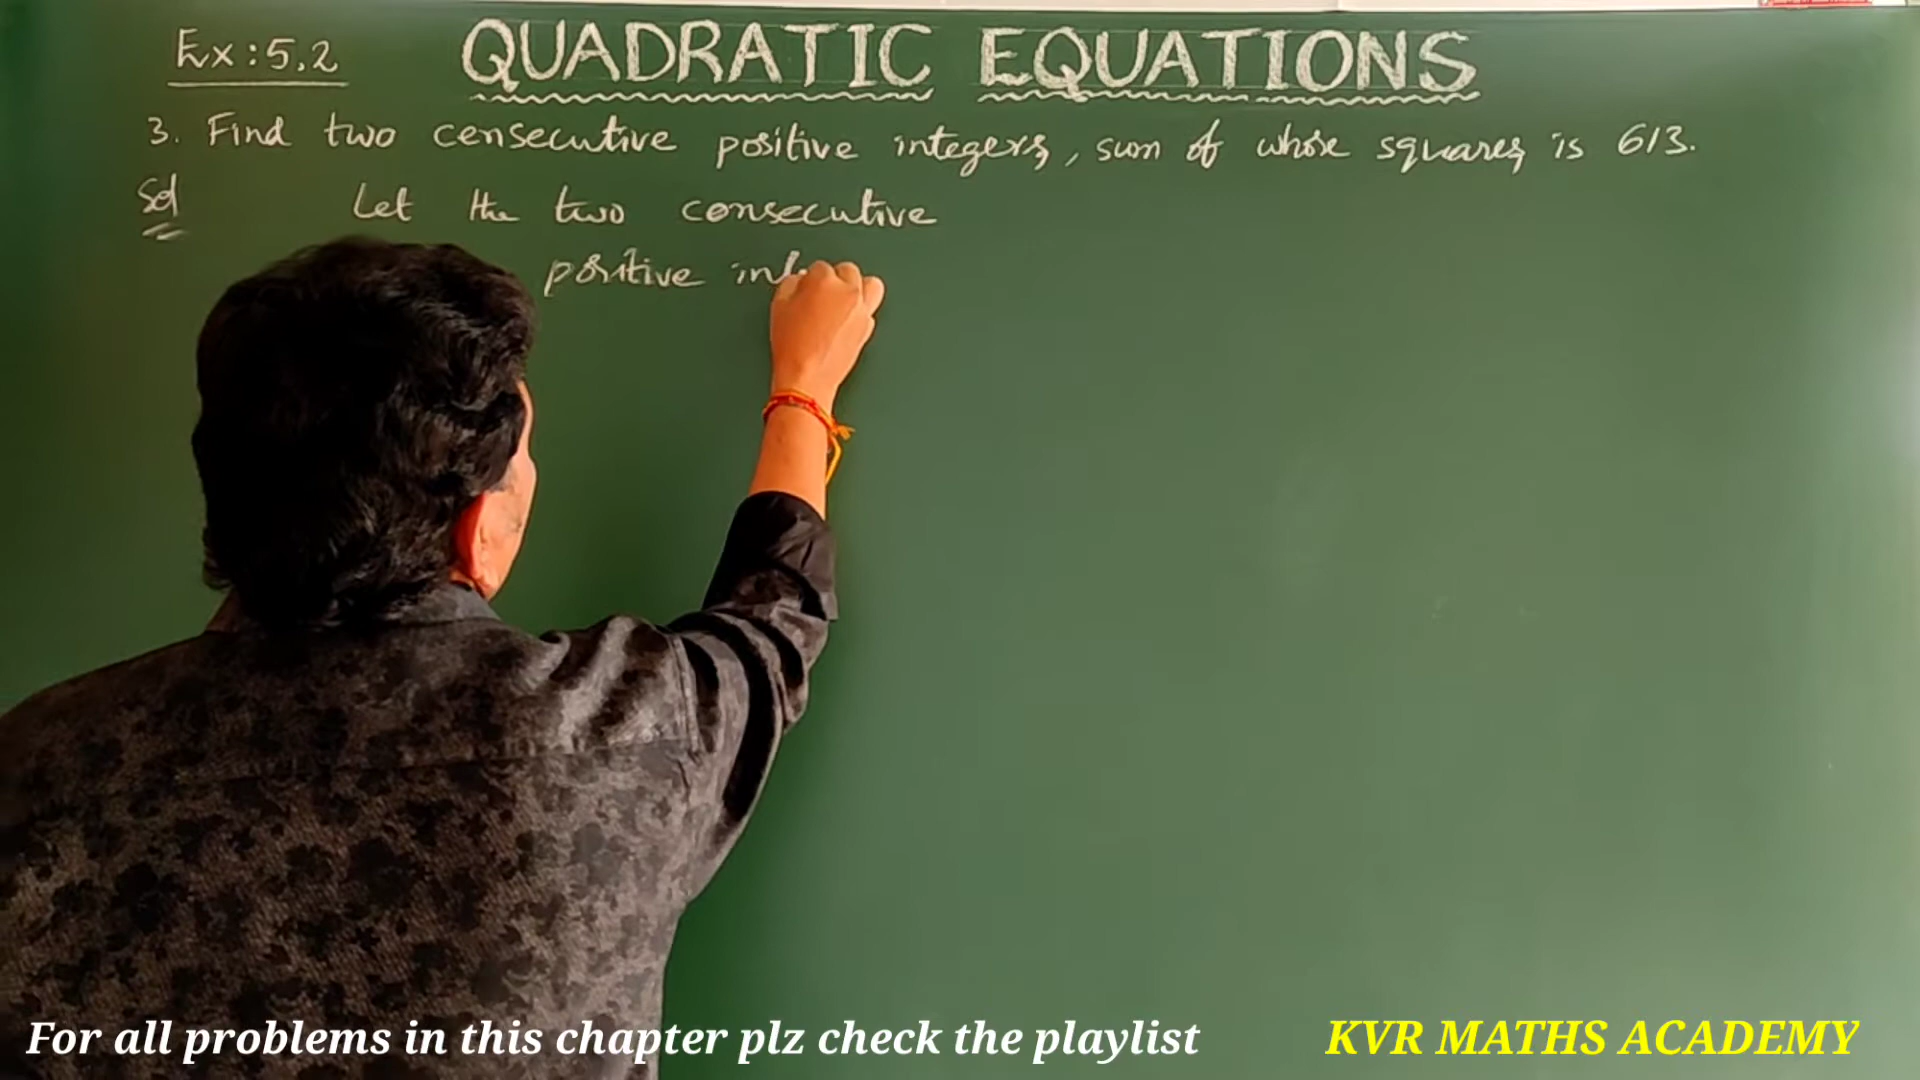 Ex:5.2 QUADRATIC EQUATIONS
3. Find two consecutive positive integers, sum of whose squares is 613.
Sol Let the two consecutive
positive
For all problems in this chapter plz check the playlist KVR MATHS ACADEMY